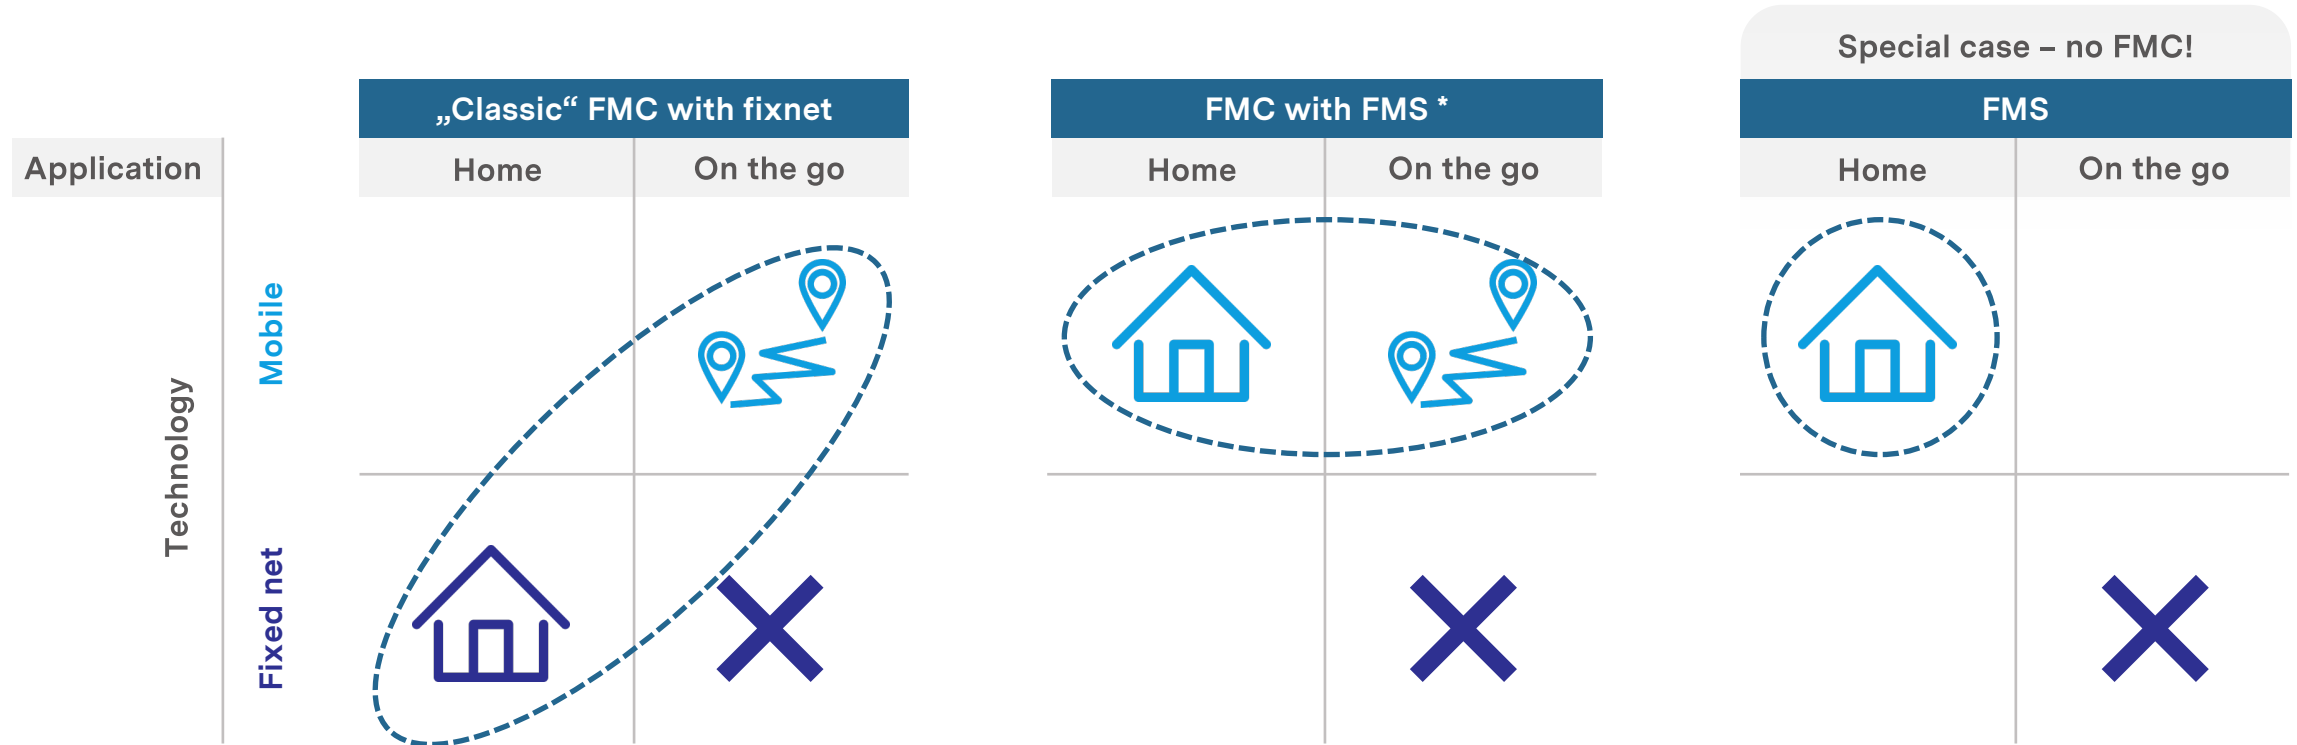 Special case – no FMC!
„Classic“ FMC with fixnet
FMC with FMS *
FMS
Application
Home
On the go
Home
On the go
Home
On the go
Technology
Mobile
Fixed net